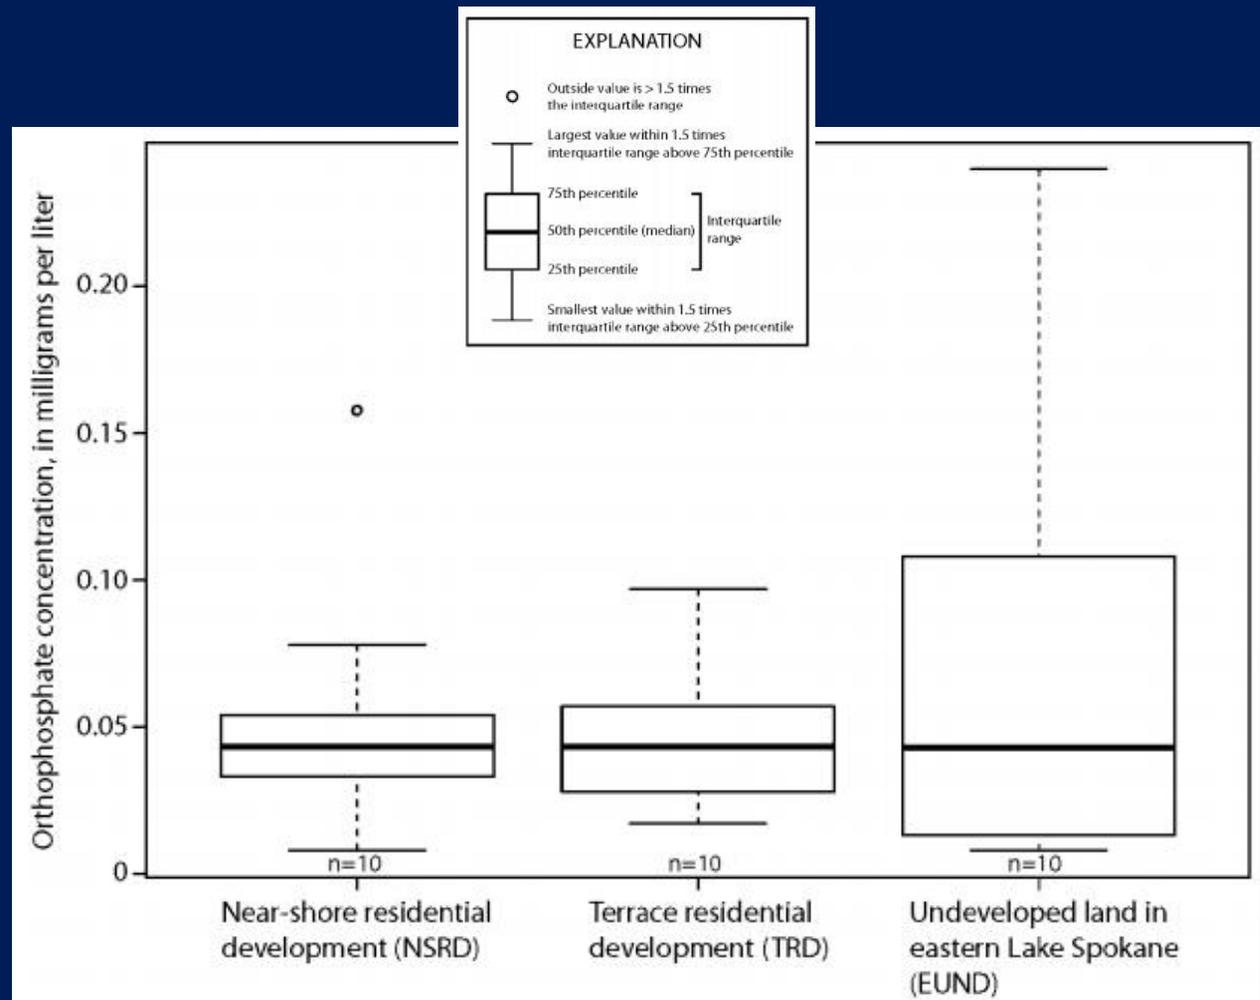 EXPLANATION
Outside value is > 1.5 times
the interquartile range
Largest value within 1.5 times
interquartile range above 75th percentile
75th percentile
50th percentile (median)
25th percentile
Interquartile
range
Smallest value within 1.5 times
interquartile range above 25th percentile
Orthophosphate concentration, in milligrams per liter
0.20
0.15
0.10
0.05
0
n=10
n=10
n=10
Near-shore residential
development (NSRD)
Terrace residential
development (TRD)
Undeveloped land in
eastern Lake Spokane
(EUND)